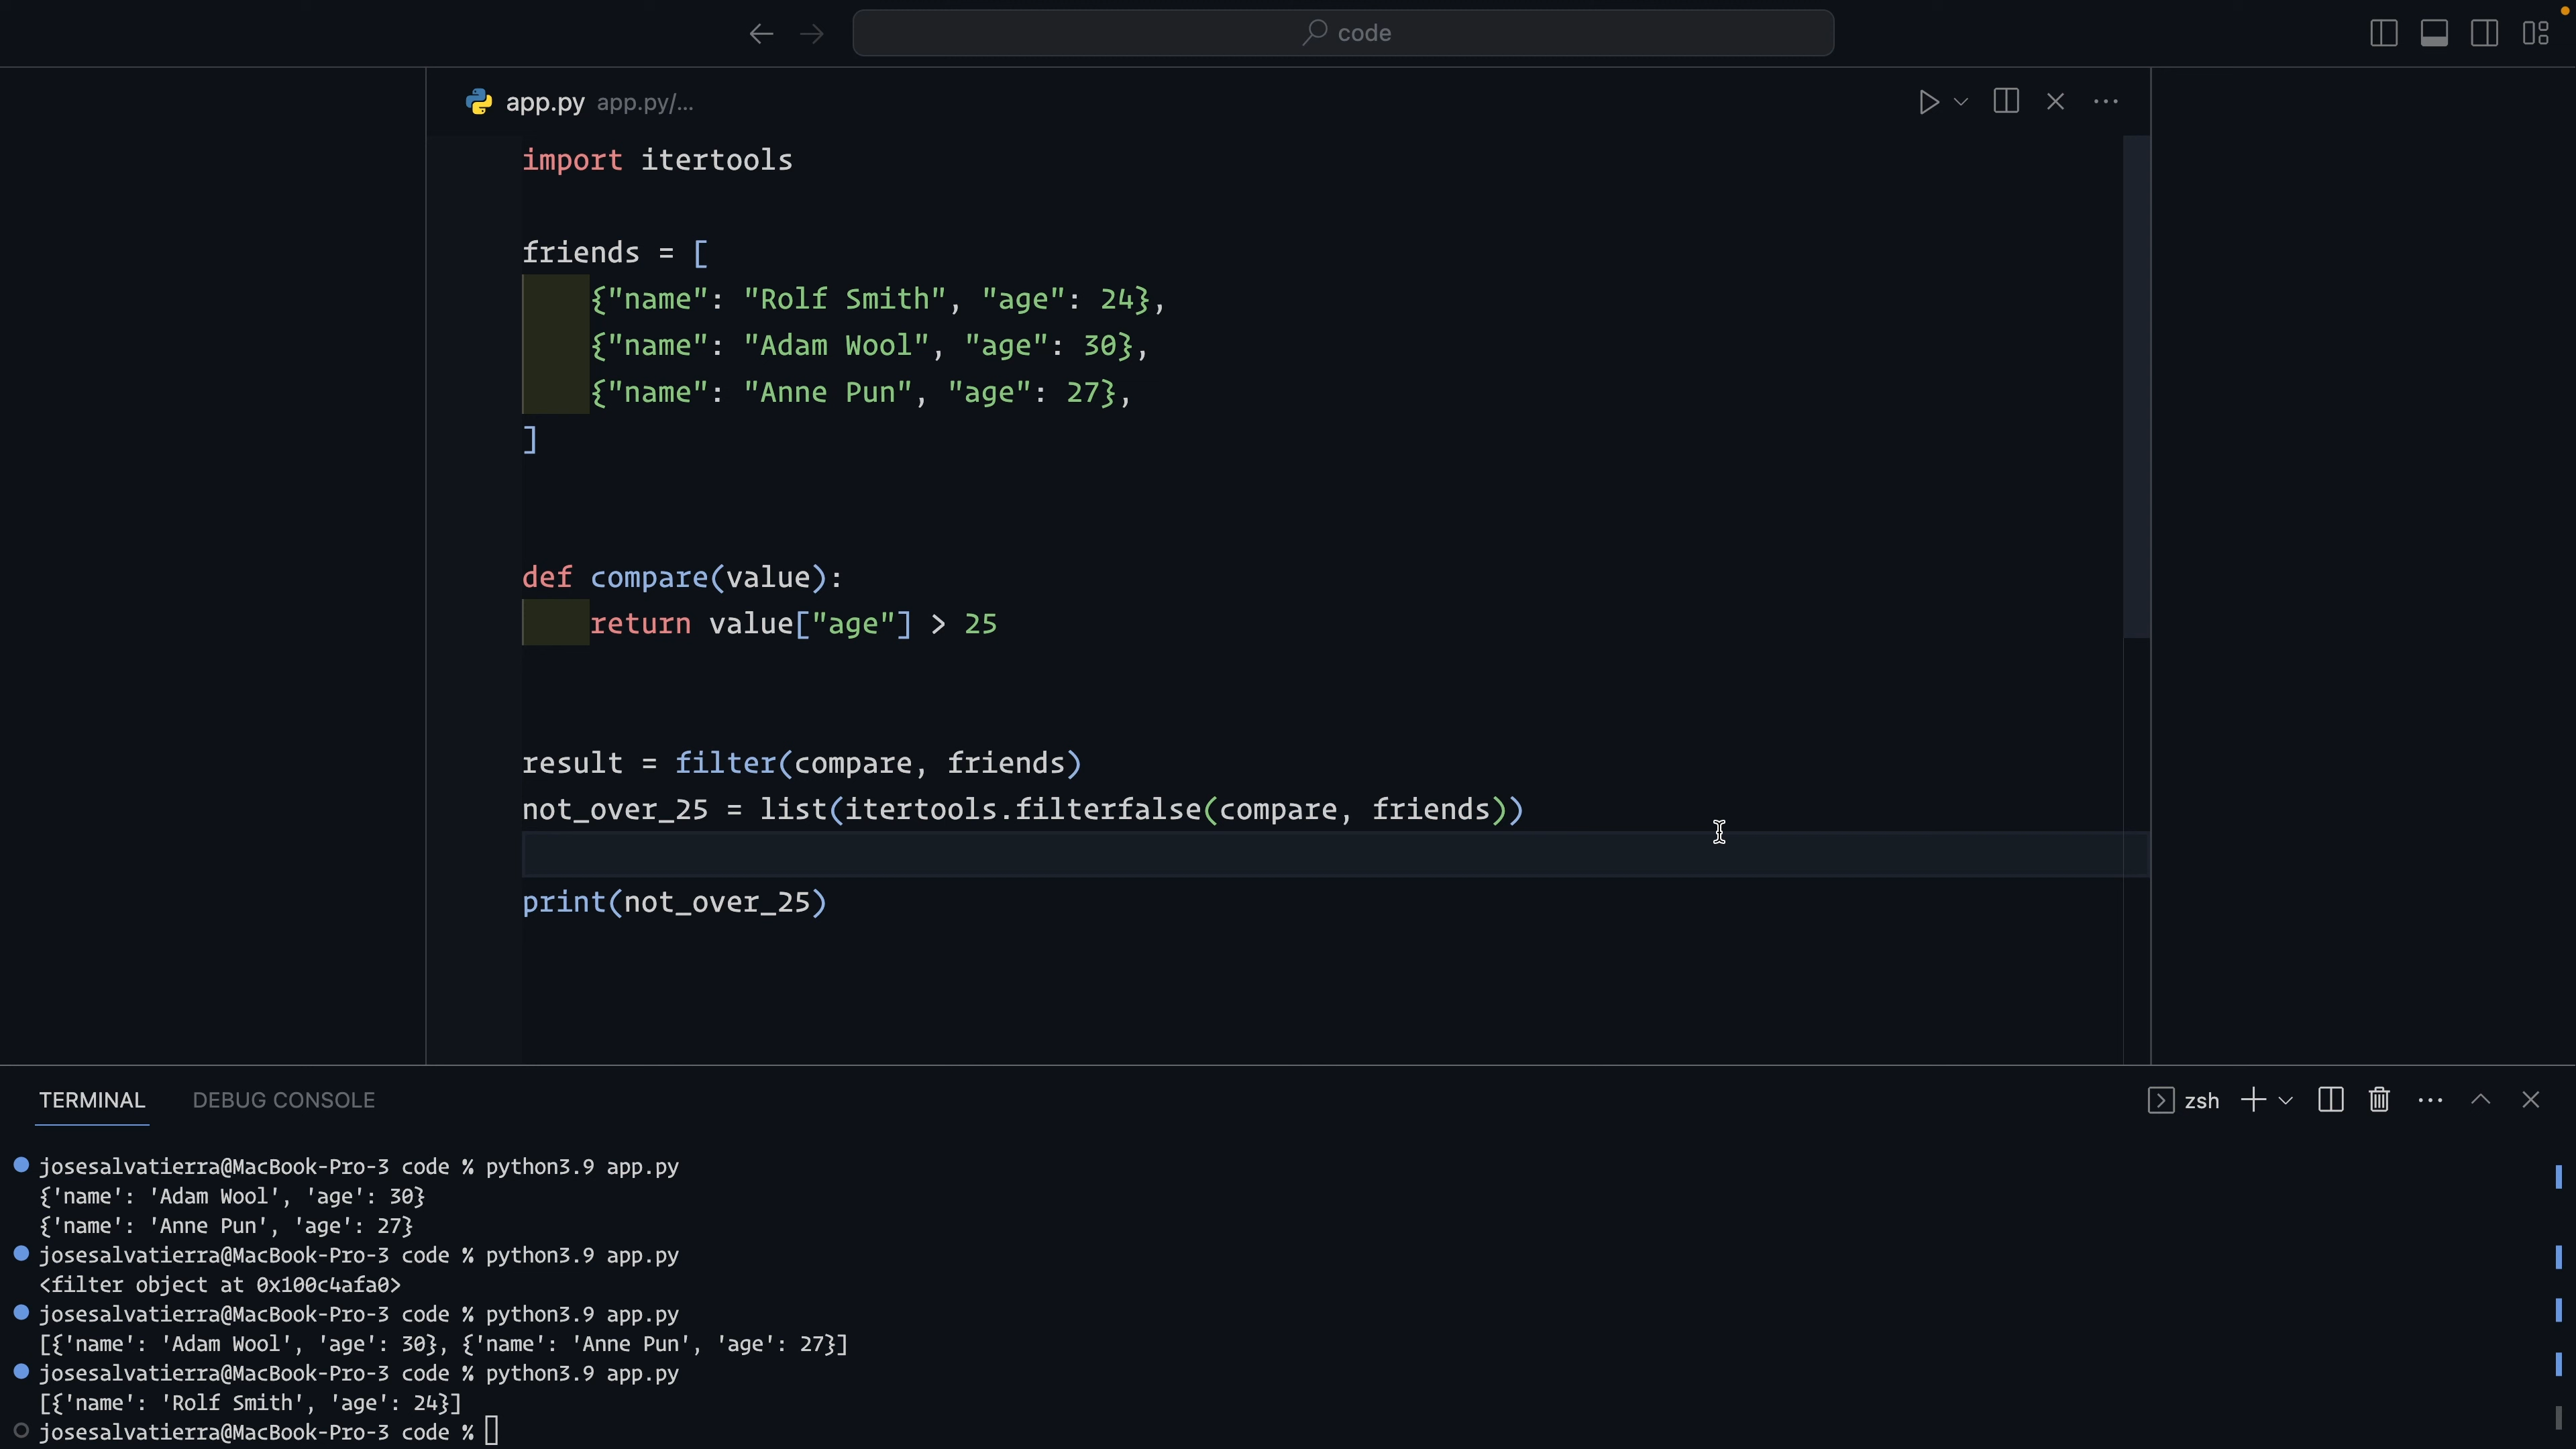 code
app.py app.py/...
import itertools
friends = [
    {"name": "Rolf Smith", "age": 24},
    {"name": "Adam Wool", "age": 30},
    {"name": "Anne Pun", "age": 27},
]
def compare(value):
    return value["age"] > 25
result = filter(compare, friends)
not_over_25 = list(itertools.filterfalse(compare, friends))
print(not_over_25)
TERMINAL DEBUG CONSOLE zsh
josesalvatierra@MacBook-Pro-3 code % python3.9 app.py
{'name': 'Adam Wool', 'age': 30}
{'name': 'Anne Pun', 'age': 27}
josesalvatierra@MacBook-Pro-3 code % python3.9 app.py
<filter object at 0x100c4afa0>
josesalvatierra@MacBook-Pro-3 code % python3.9 app.py
[{'name': 'Adam Wool', 'age': 30}, {'name': 'Anne Pun', 'age': 27}]
josesalvatierra@MacBook-Pro-3 code % python3.9 app.py
[{'name': 'Rolf Smith', 'age': 24}]
josesalvatierra@MacBook-Pro-3 code %